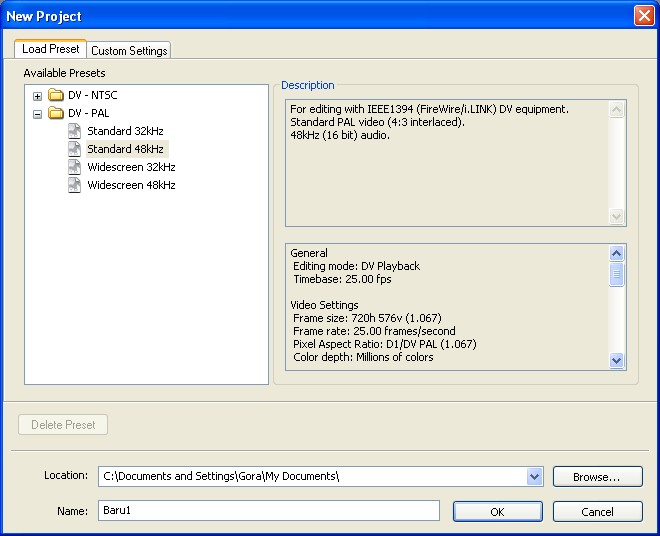 New Project
Load Preset
Custom Settings
Available Presets
DV - NTSC
DV - PAL
Standard 32kHz
Standard 48kHz
Widescreen 32kHz
Widescreen 48kHz
Description
For editing with IEEE1394 (FireWire/i.LINK) DV equipment.
Standard PAL video (4:3 interlaced).
48kHz (16 bit) audio.
General
Editing mode: DV Playback
Timebase: 25.00 fps
Video Settings
Frame size: 720h 576v (1.067)
Frame rate: 25.00 frames/second
Pixel Aspect Ratio: D1/DV PAL (1.067)
Color depth: Millions of colors
Delete Preset
Location:
C:\Documents and Settings\Gora\My Documents\
Browse...
Name:
Baru1
OK
Cancel